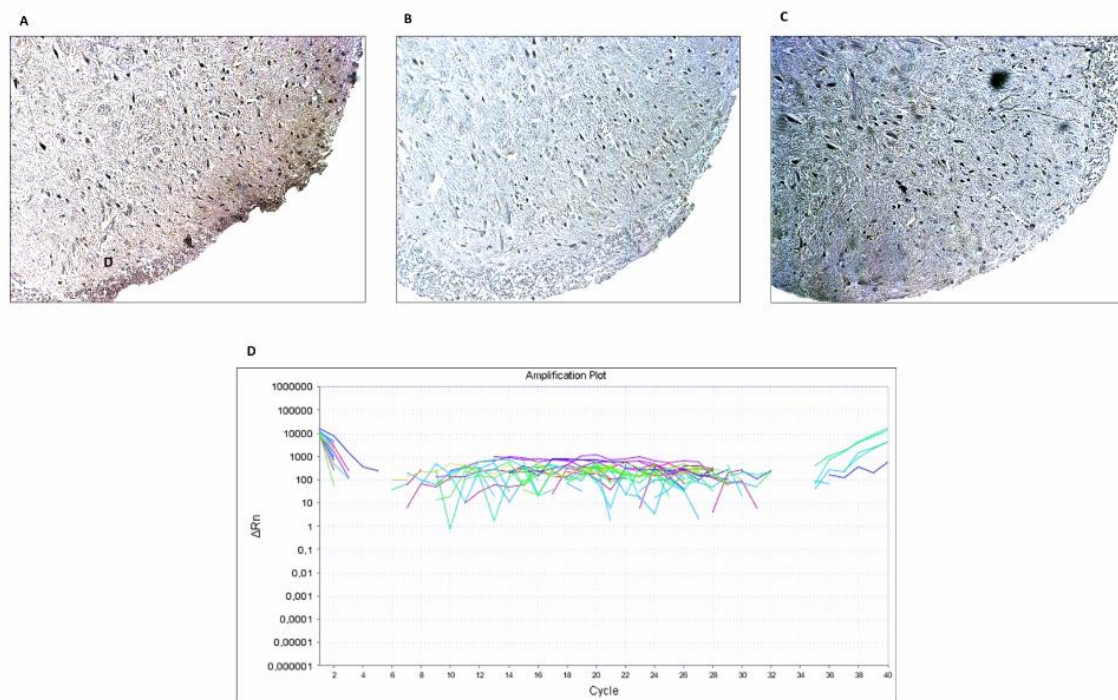 A
B
C
D
D
Amplification Plot
1000000
100000
10000
1000
100
10
1
0,1
0,01
0,001
0,0001
0,00001
0,000001
ΔRn
2 4 6 8 10 12 14 16 18 20 22 24 26 28 30 32 34 36 38 40
Cycle